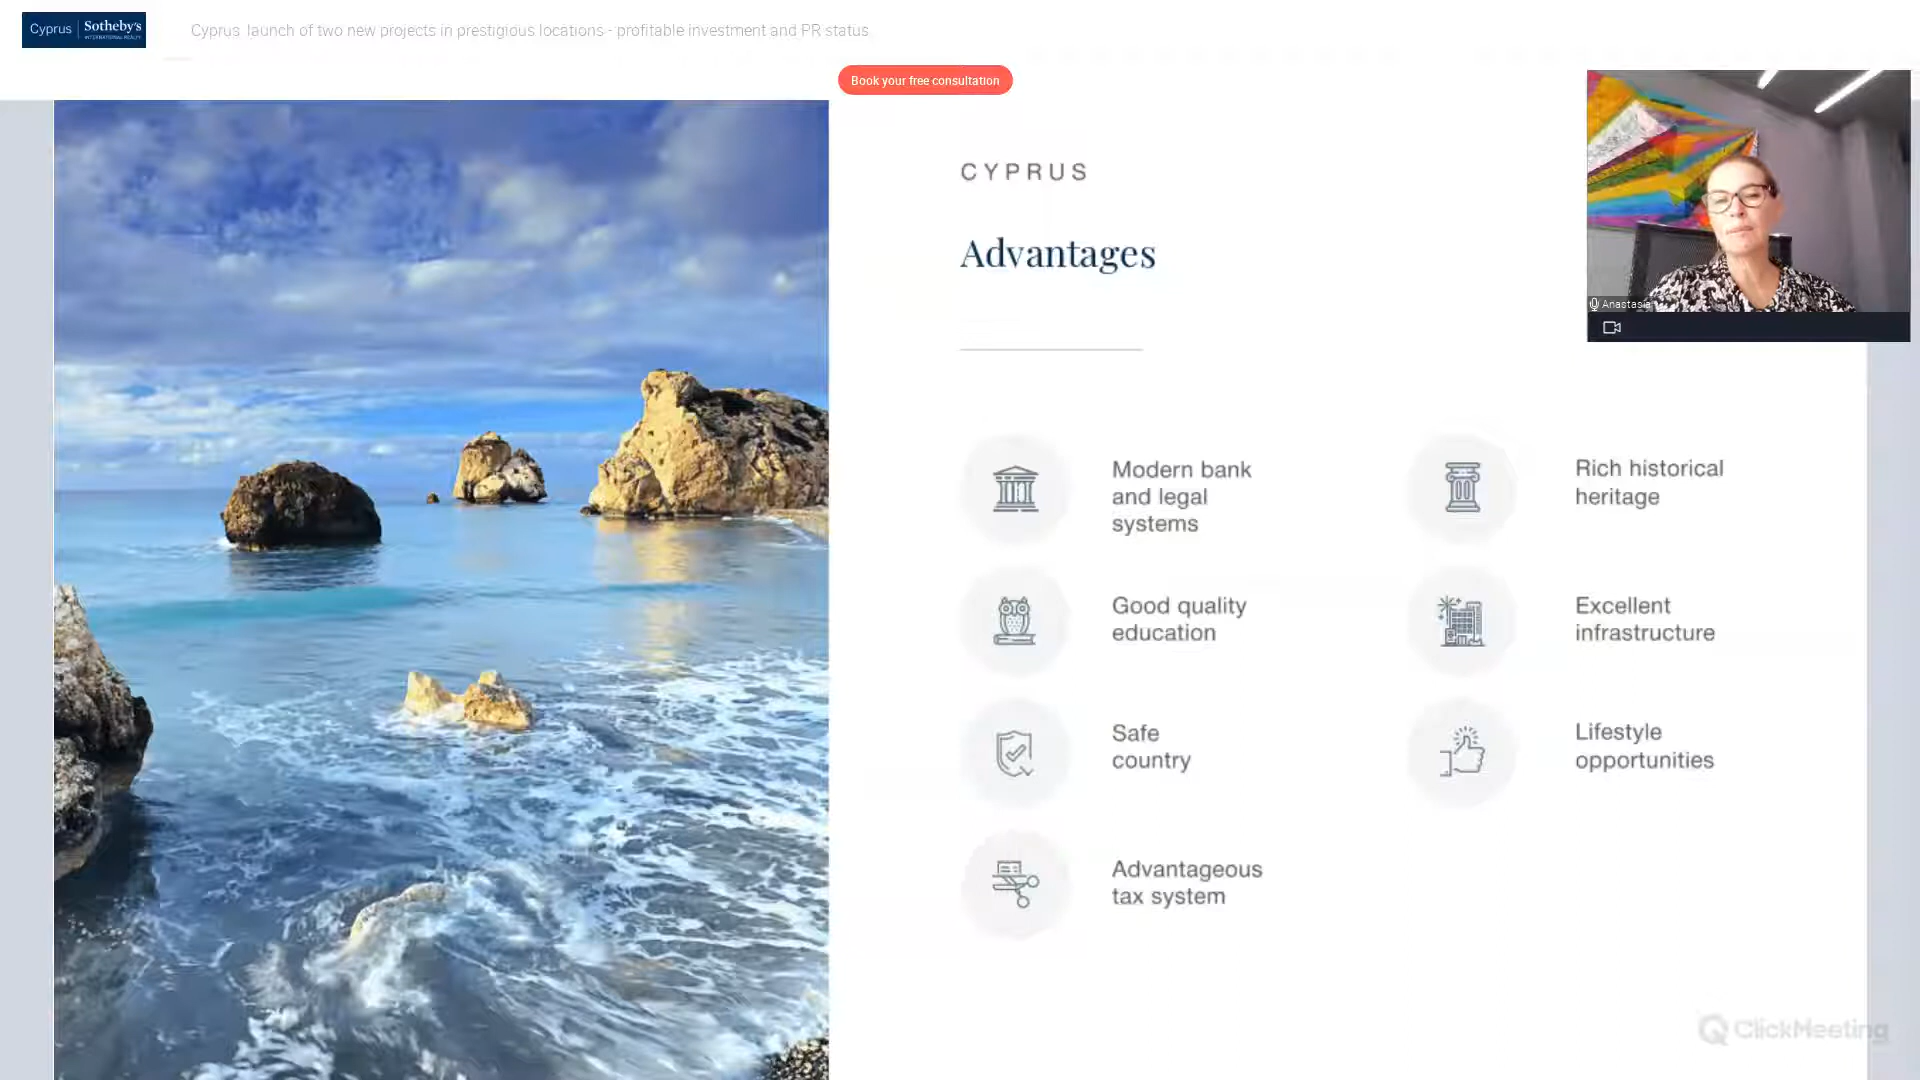 Cyprus
Sotheby's
INTERNATIONAL REALTY
Cyprus launch of two new projects in prestigious locations - profitable investment and PR status
Book your free consultation
Anastasia
CYPRUS
Advantages
Modern bank
and legal
systems
Rich historical
heritage
Good quality
education
Excellent
infrastructure
Safe
country
Lifestyle
opportunities
Advantageous
tax system
ClickMeeting